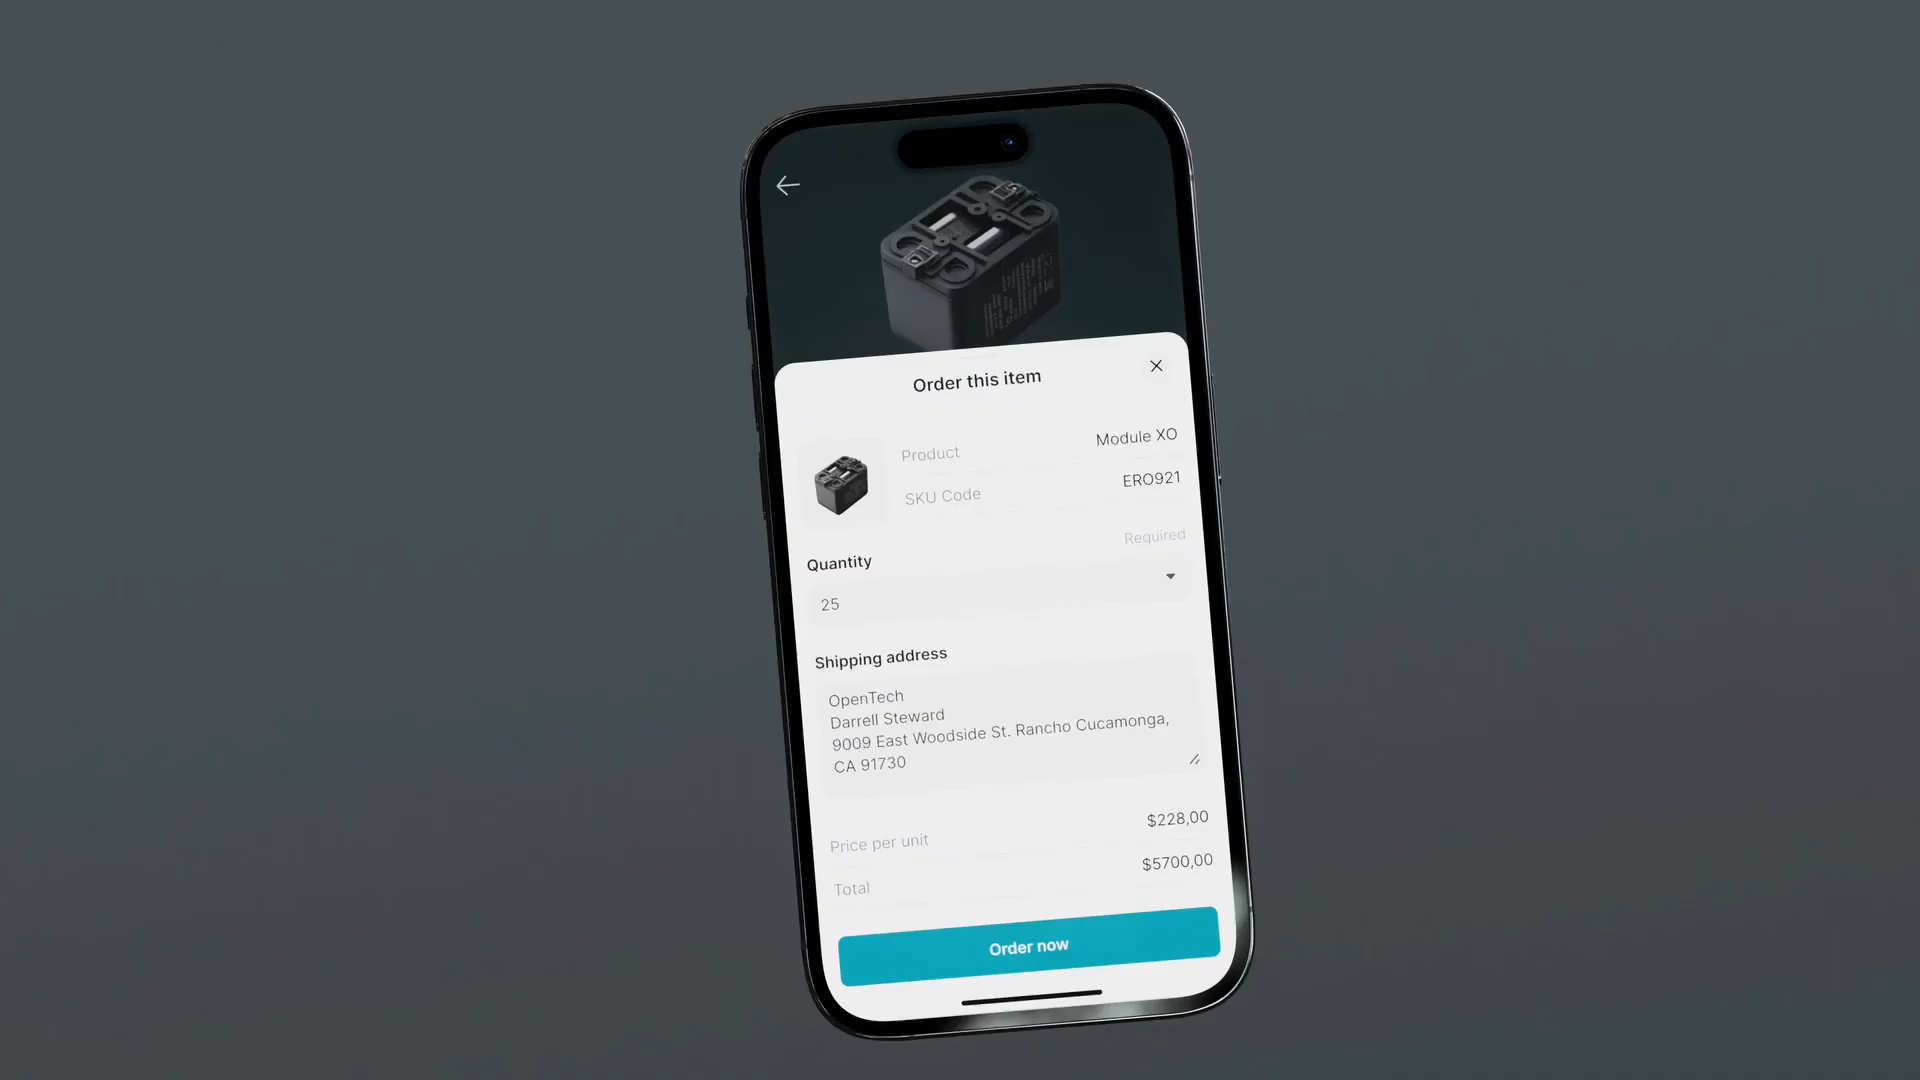 Order this item
Product
Module XO
SKU Code
ERO921
Quantity
Required
25
Shipping address
OpenTech
Darrell Steward
9009 East Woodside St. Rancho Cucamonga,
CA 91730
Price per unit
$228,00
Total
$5700,00
Order now